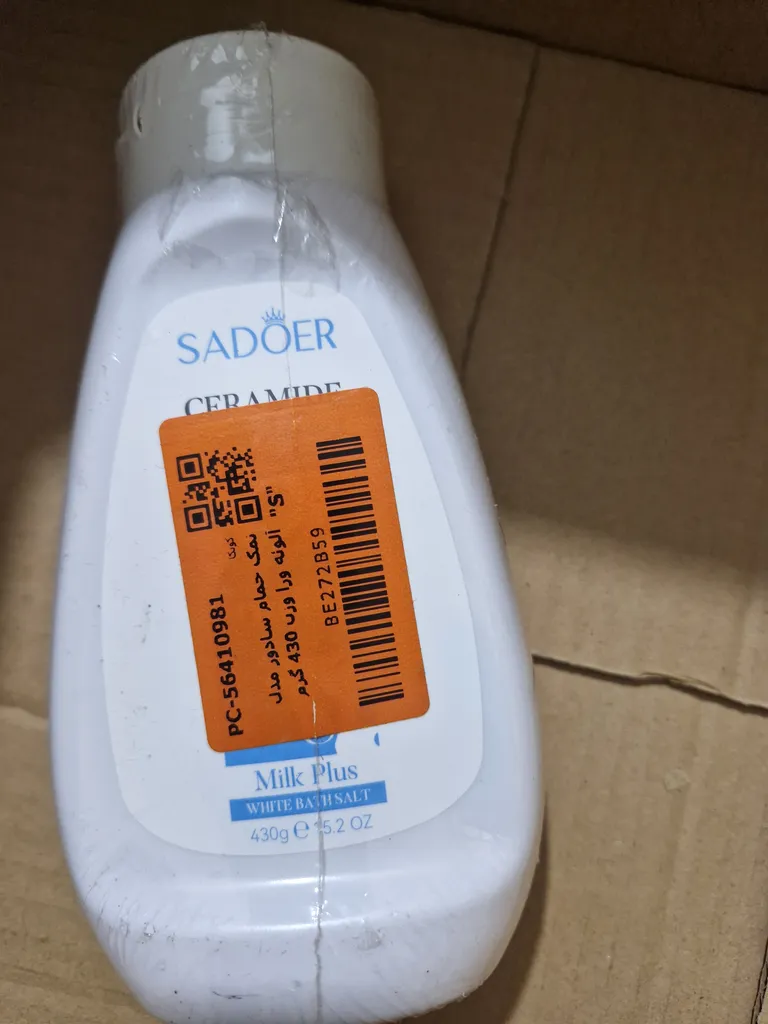 SADOER
CERAMIDE
PC-56410981
کوتکا
نمک حمام سادور مدل
آلوئه ورا وزن 430 گرم "S"
BE272B59
Milk Plus
WHITE BATH SALT
430g e 15.2 OZ